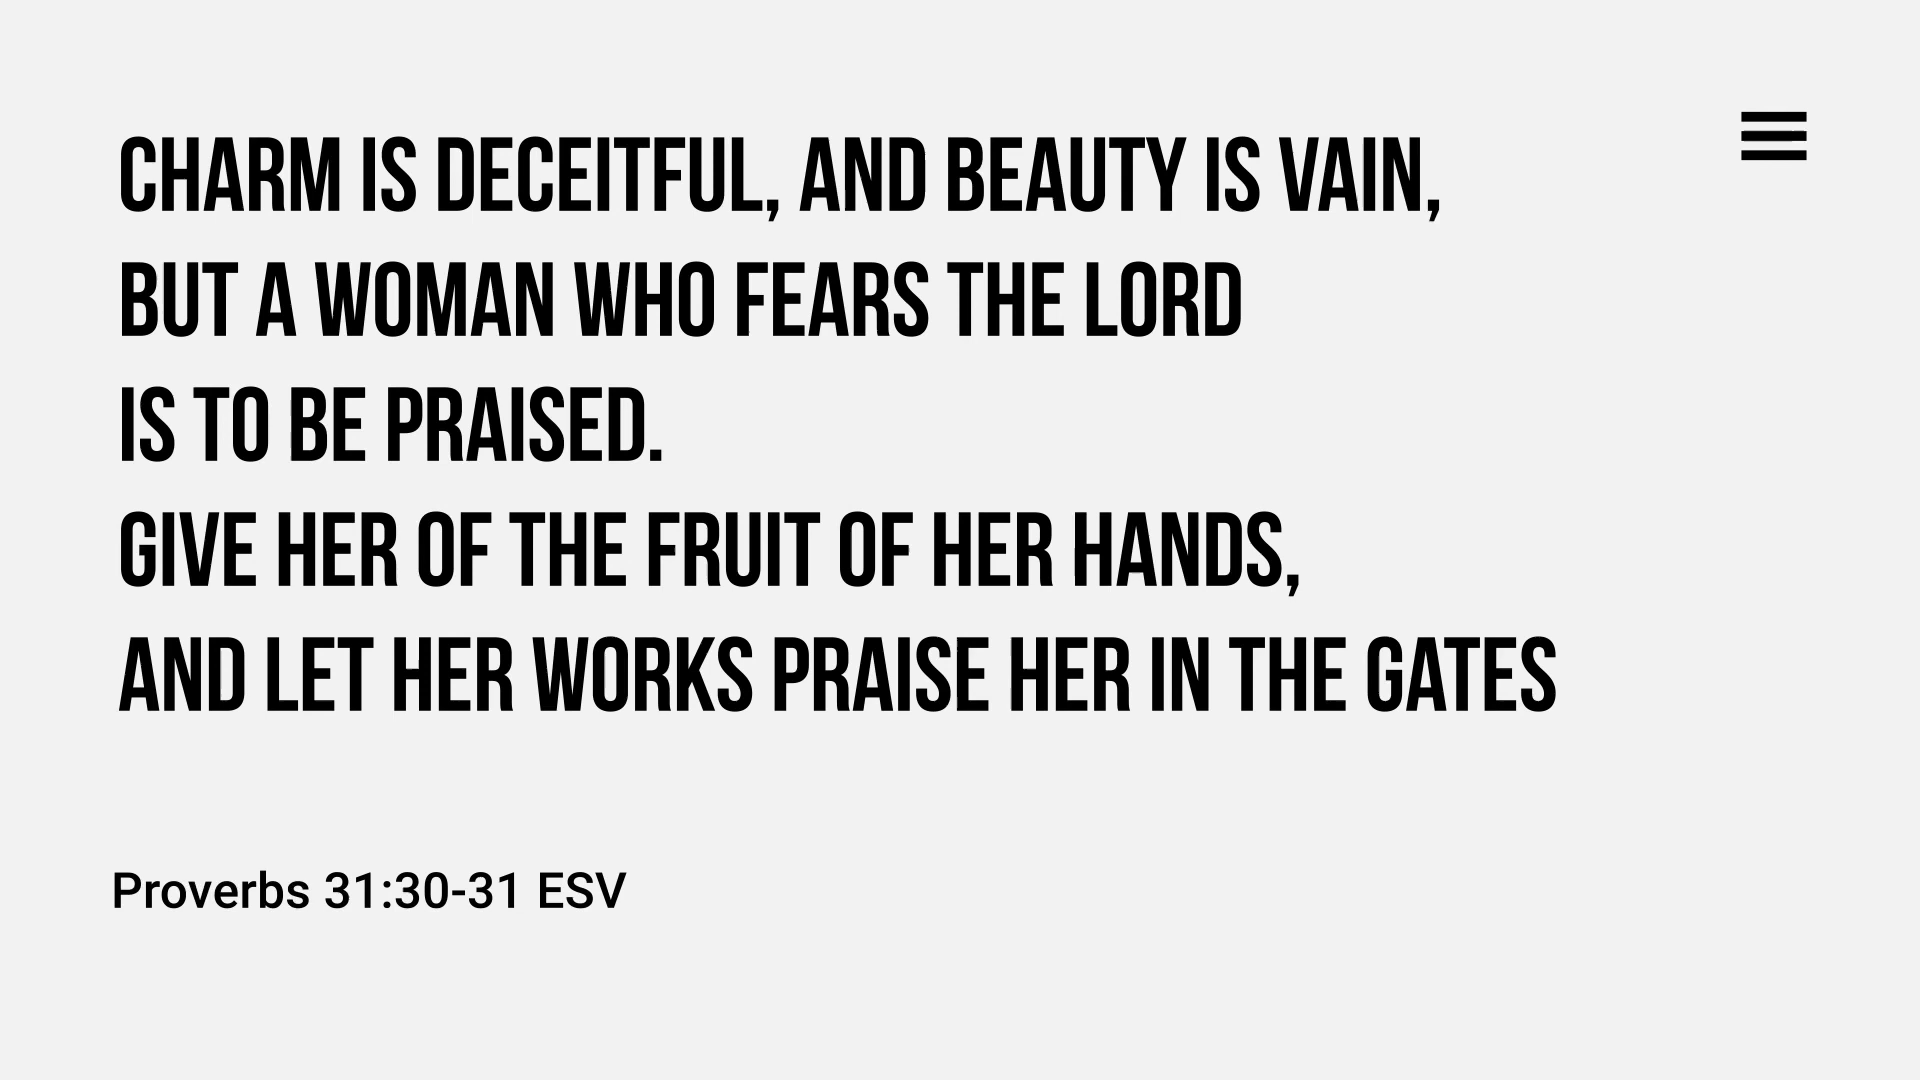 CHARM IS DECEITFUL, AND BEAUTY IS VAIN,
BUT A WOMAN WHO FEARS THE LORD
IS TO BE PRAISED.
GIVE HER OF THE FRUIT OF HER HANDS,
AND LET HER WORKS PRAISE HER IN THE GATES
Proverbs 31:30-31 ESV